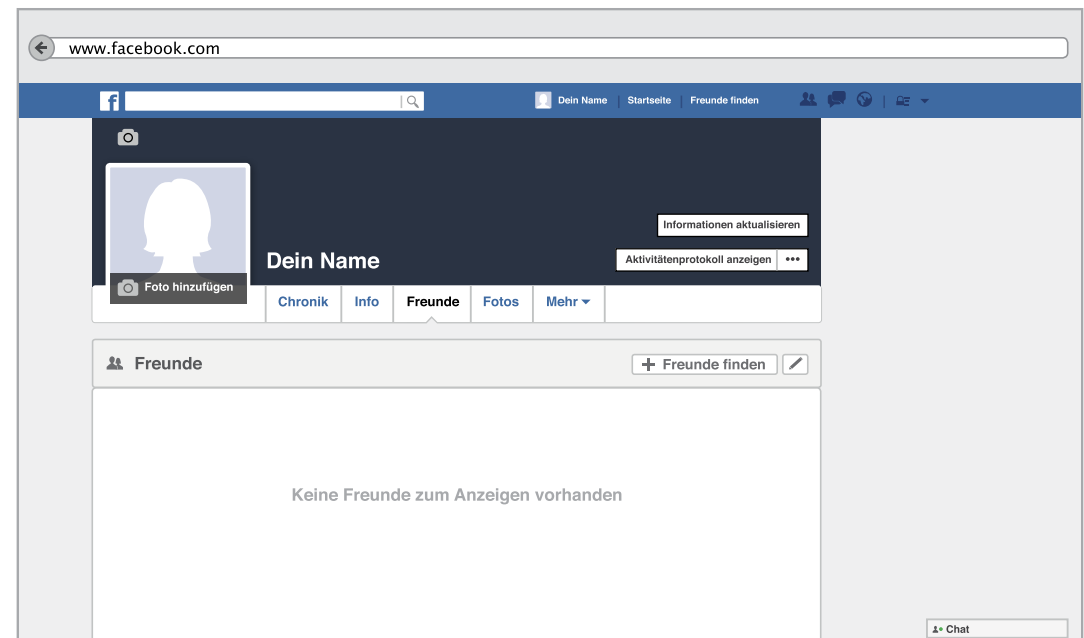 www.facebook.com
f
Dein Name | Startseite | Freunde finden
Informationen aktualisieren
Dein Name
Aktivitätenprotokoll anzeigen •••
Foto hinzufügen
Chronik Info Freunde Fotos Mehr
Freunde
Freunde finden
Keine Freunde zum Anzeigen vorhanden
Chat